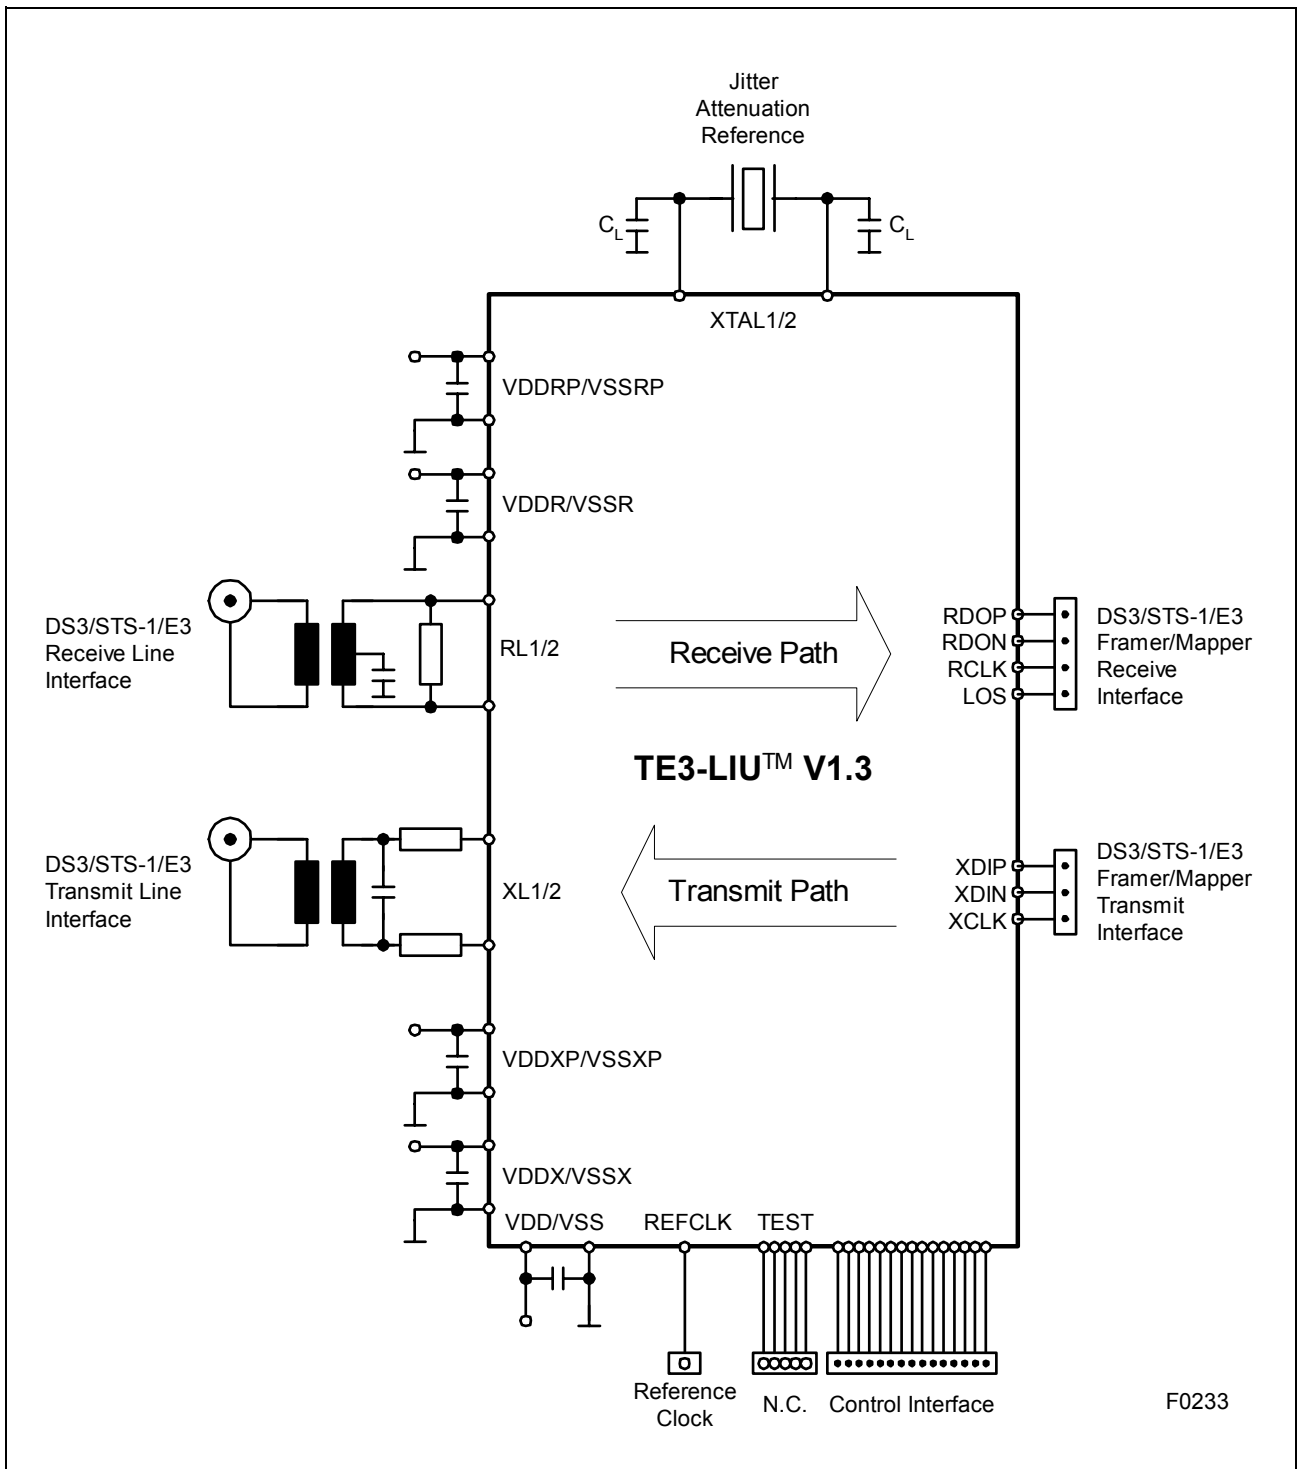 Jitter
Attenuation
Reference
CL
CL
XTAL1/2
VDDRP/VSSRP
VDDR/VSSR
DS3/STS-1/E3
Receive Line
Interface
RL1/2
Receive Path
RDOP
RDON
RCLK
LOS
DS3/STS-1/E3
Framer/Mapper
Receive
Interface
TE3-LIU™ V1.3
DS3/STS-1/E3
Transmit Line
Interface
XL1/2
Transmit Path
XDIP
XDIN
XCLK
DS3/STS-1/E3
Framer/Mapper
Transmit
Interface
VDDXP/VSSXP
VDDX/VSSX
VDD/VSS
REFCLK
TEST
Reference
Clock
N.C.
Control Interface
F0233